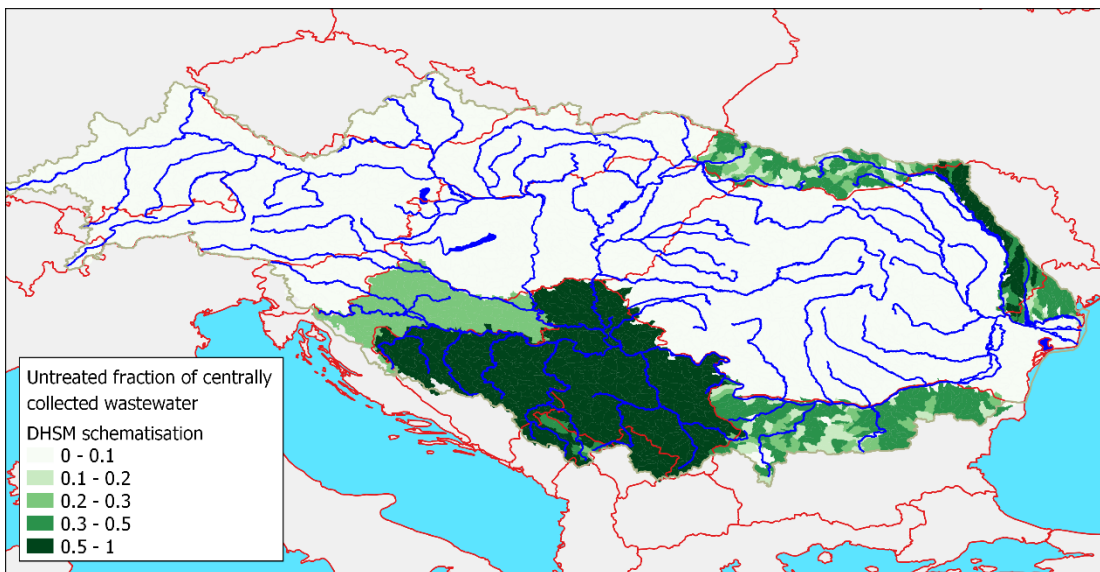 Untreated fraction of centrally
collected wastewater
DHSM schematisation
0 - 0.1
0.1 - 0.2
0.2 - 0.3
0.3 - 0.5
0.5 - 1